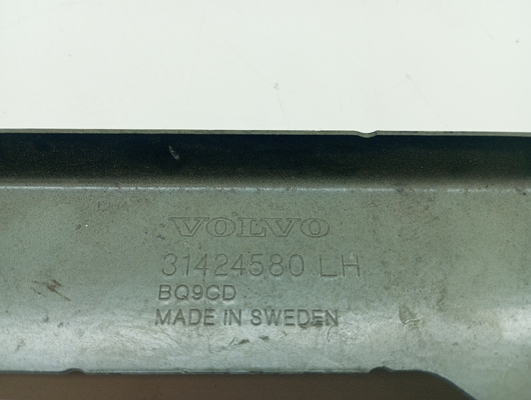 VOLVO
31424580 LH
BQ9CD
MADE IN SWEDEN